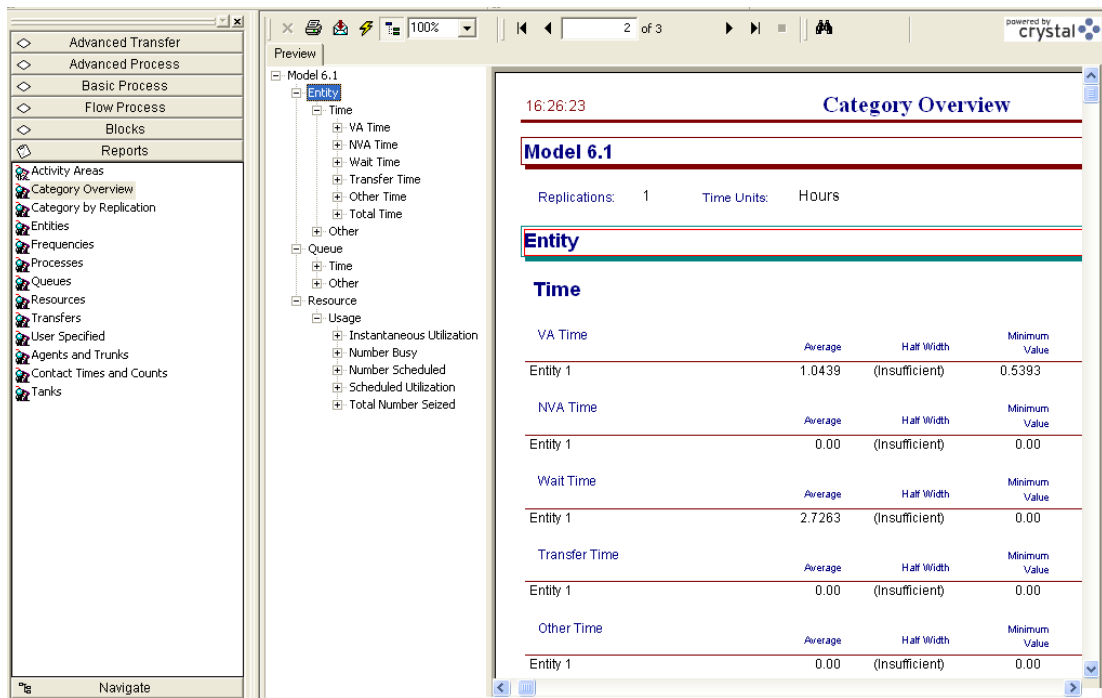 Advanced Transfer
Advanced Process
Basic Process
Flow Process
Blocks
Reports
Activity Areas
Category Overview
Category by Replication
Entities
Frequencies
Processes
Queues
Resources
Transfers
User Specified
Agents and Trunks
Contact Times and Counts
Tanks
Navigate
100%
2 of 3
powered by
crystal
Preview
Model 6.1
Entity
Time
VA Time
NVA Time
Wait Time
Transfer Time
Other Time
Total Time
Other
Queue
Time
Other
Resource
Usage
Instantaneous Utilization
Number Busy
Number Scheduled
Scheduled Utilization
Total Number Seized
16:26:23 Category Overview
Model 6.1
Replications: 1 Time Units: Hours
Entity
Time
VA Time
Average Half Width Minimum
Value
Entity 1 1.0439 (Insufficient) 0.5393
NVA Time
Average Half Width Minimum
Value
Entity 1 0.00 (Insufficient) 0.00
Wait Time
Average Half Width Minimum
Value
Entity 1 2.7263 (Insufficient) 0.00
Transfer Time
Average Half Width Minimum
Value
Entity 1 0.00 (Insufficient) 0.00
Other Time
Average Half Width Minimum
Value
Entity 1 0.00 (Insufficient) 0.00